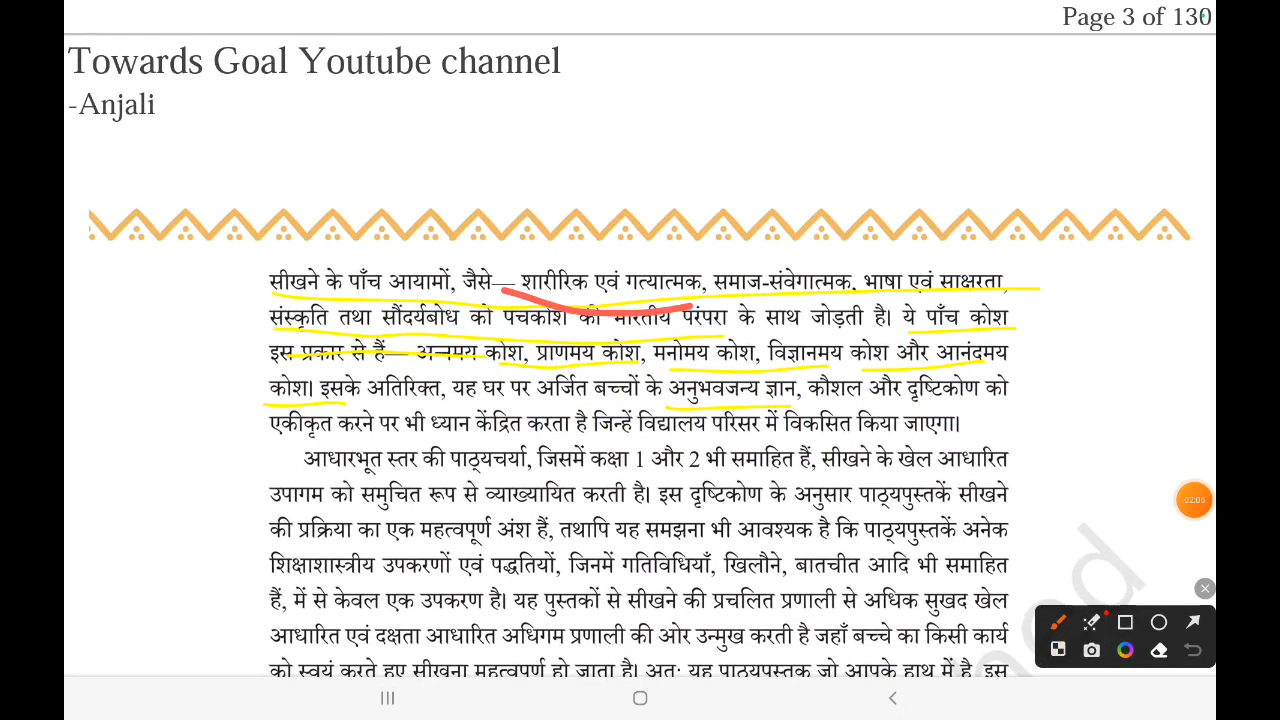 Page 3 of 130
Towards Goal Youtube channel
-Anjali
सीखने के पाँच आयामों, जैसे— शारीरिक एवं गत्यात्मक, समाज-संवेगात्मक, भाषा एवं साक्षरता,
संस्कृति तथा सौंदर्यबोध को पंचकोश की भारतीय परंपरा के साथ जोड़ती है। ये पाँच कोश
इस प्रकार से हैं— अन्नमय कोश, प्राणमय कोश, मनोमय कोश, विज्ञानमय कोश और आनंदमय
कोश। इसके अतिरिक्त, यह घर पर अर्जित बच्चों के अनुभवजन्य ज्ञान, कौशल और दृष्टिकोण को
एकीकृत करने पर भी ध्यान केंद्रित करता है जिन्हें विद्यालय परिसर में विकसित किया जाएगा।
आधारभूत स्तर की पाठ्यचर्या, जिसमें कक्षा 1 और 2 भी समाहित हैं, सीखने के खेल आधारित
उपागम को समुचित रूप से व्याख्यायित करती है। इस दृष्टिकोण के अनुसार पाठ्यपुस्तकें सीखने
की प्रक्रिया का एक महत्वपूर्ण अंश हैं, तथापि यह समझना भी आवश्यक है कि पाठ्यपुस्तकें अनेक
शिक्षाशास्त्रीय उपकरणों एवं पद्धतियों, जिनमें गतिविधियाँ, खिलौने, बातचीत आदि भी समाहित
हैं, में से केवल एक उपकरण है। यह पुस्तकों से सीखने की प्रचलित प्रणाली से अधिक सुखद खेल
आधारित एवं दक्षता आधारित अधिगम प्रणाली की ओर उन्मुख करती है जहाँ बच्चे का किसी कार्य
को स्वयं करते हुए सीखना महत्वपूर्ण हो जाता है। अतः यह पाठ्यपुस्तक जो आपके हाथ में है, इस
02:06